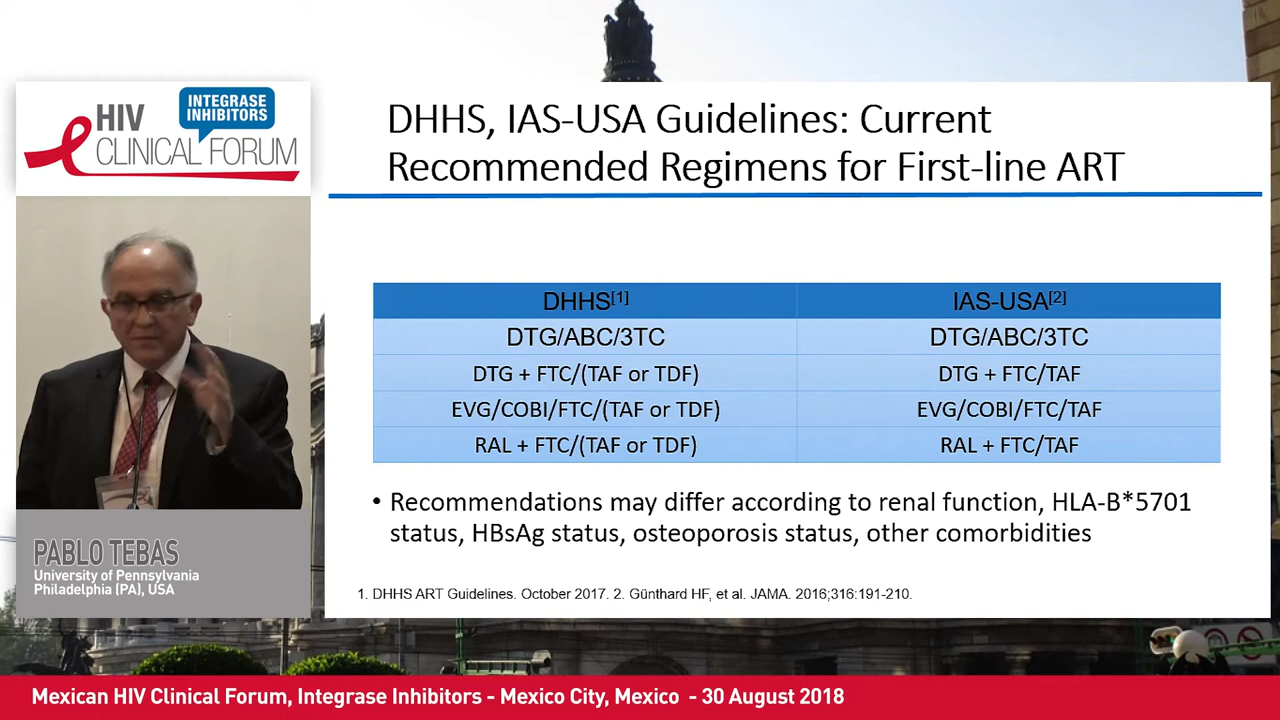 HIV
INTEGRASE
INHIBITORS
CLINICAL FORUM
DHHS, IAS-USA Guidelines: Current
Recommended Regimens for First-line ART
DHHS[1] IAS-USA[2]
DTG/ABC/3TC DTG/ABC/3TC
DTG + FTC/(TAF or TDF) DTG + FTC/TAF
EVG/COBI/FTC/(TAF or TDF) EVG/COBI/FTC/TAF
RAL + FTC/(TAF or TDF) RAL + FTC/TAF
• Recommendations may differ according to renal function, HLA-B*5701
status, HBsAg status, osteoporosis status, other comorbidities
1. DHHS ART Guidelines. October 2017. 2. Günthard HF, et al. JAMA. 2016;316:191-210.
PABLO TEBAS
University of Pennsylvania
Philadelphia (PA), USA
Mexican HIV Clinical Forum, Integrase Inhibitors - Mexico City, Mexico - 30 August 2018